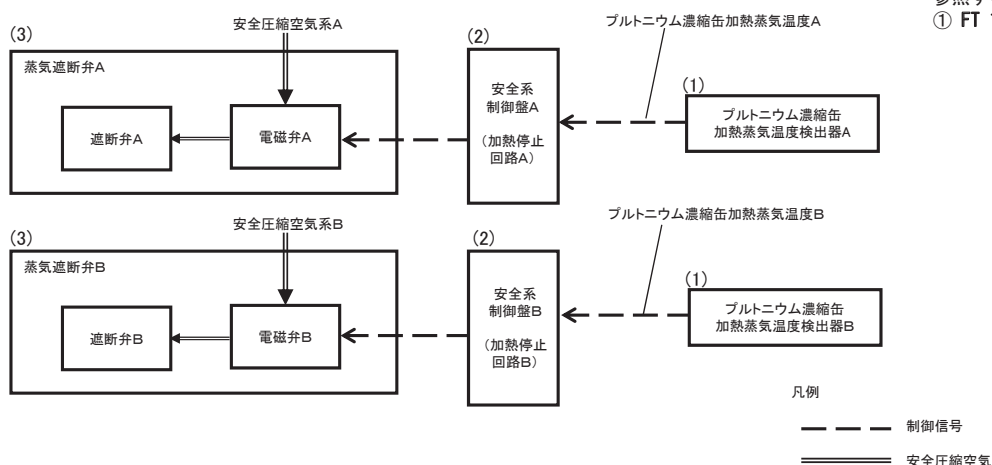 ① FT
安全圧縮空気系A
プルトニウム濃縮缶加熱蒸気温度A
(3)
(2)
蒸気遮断弁A
(1)
安全系
制御盤A
(加熱停止
回路A)
プルトニウム濃縮缶
加熱蒸気温度検出器A
遮断弁A
電磁弁A
安全圧縮空気系B
プルトニウム濃縮缶加熱蒸気温度B
(3)
(2)
蒸気遮断弁B
(1)
安全系
制御盤B
(加熱停止
回路B)
プルトニウム濃縮缶
加熱蒸気温度検出器B
遮断弁B
電磁弁B
凡例
制御信号
安全圧縮空気